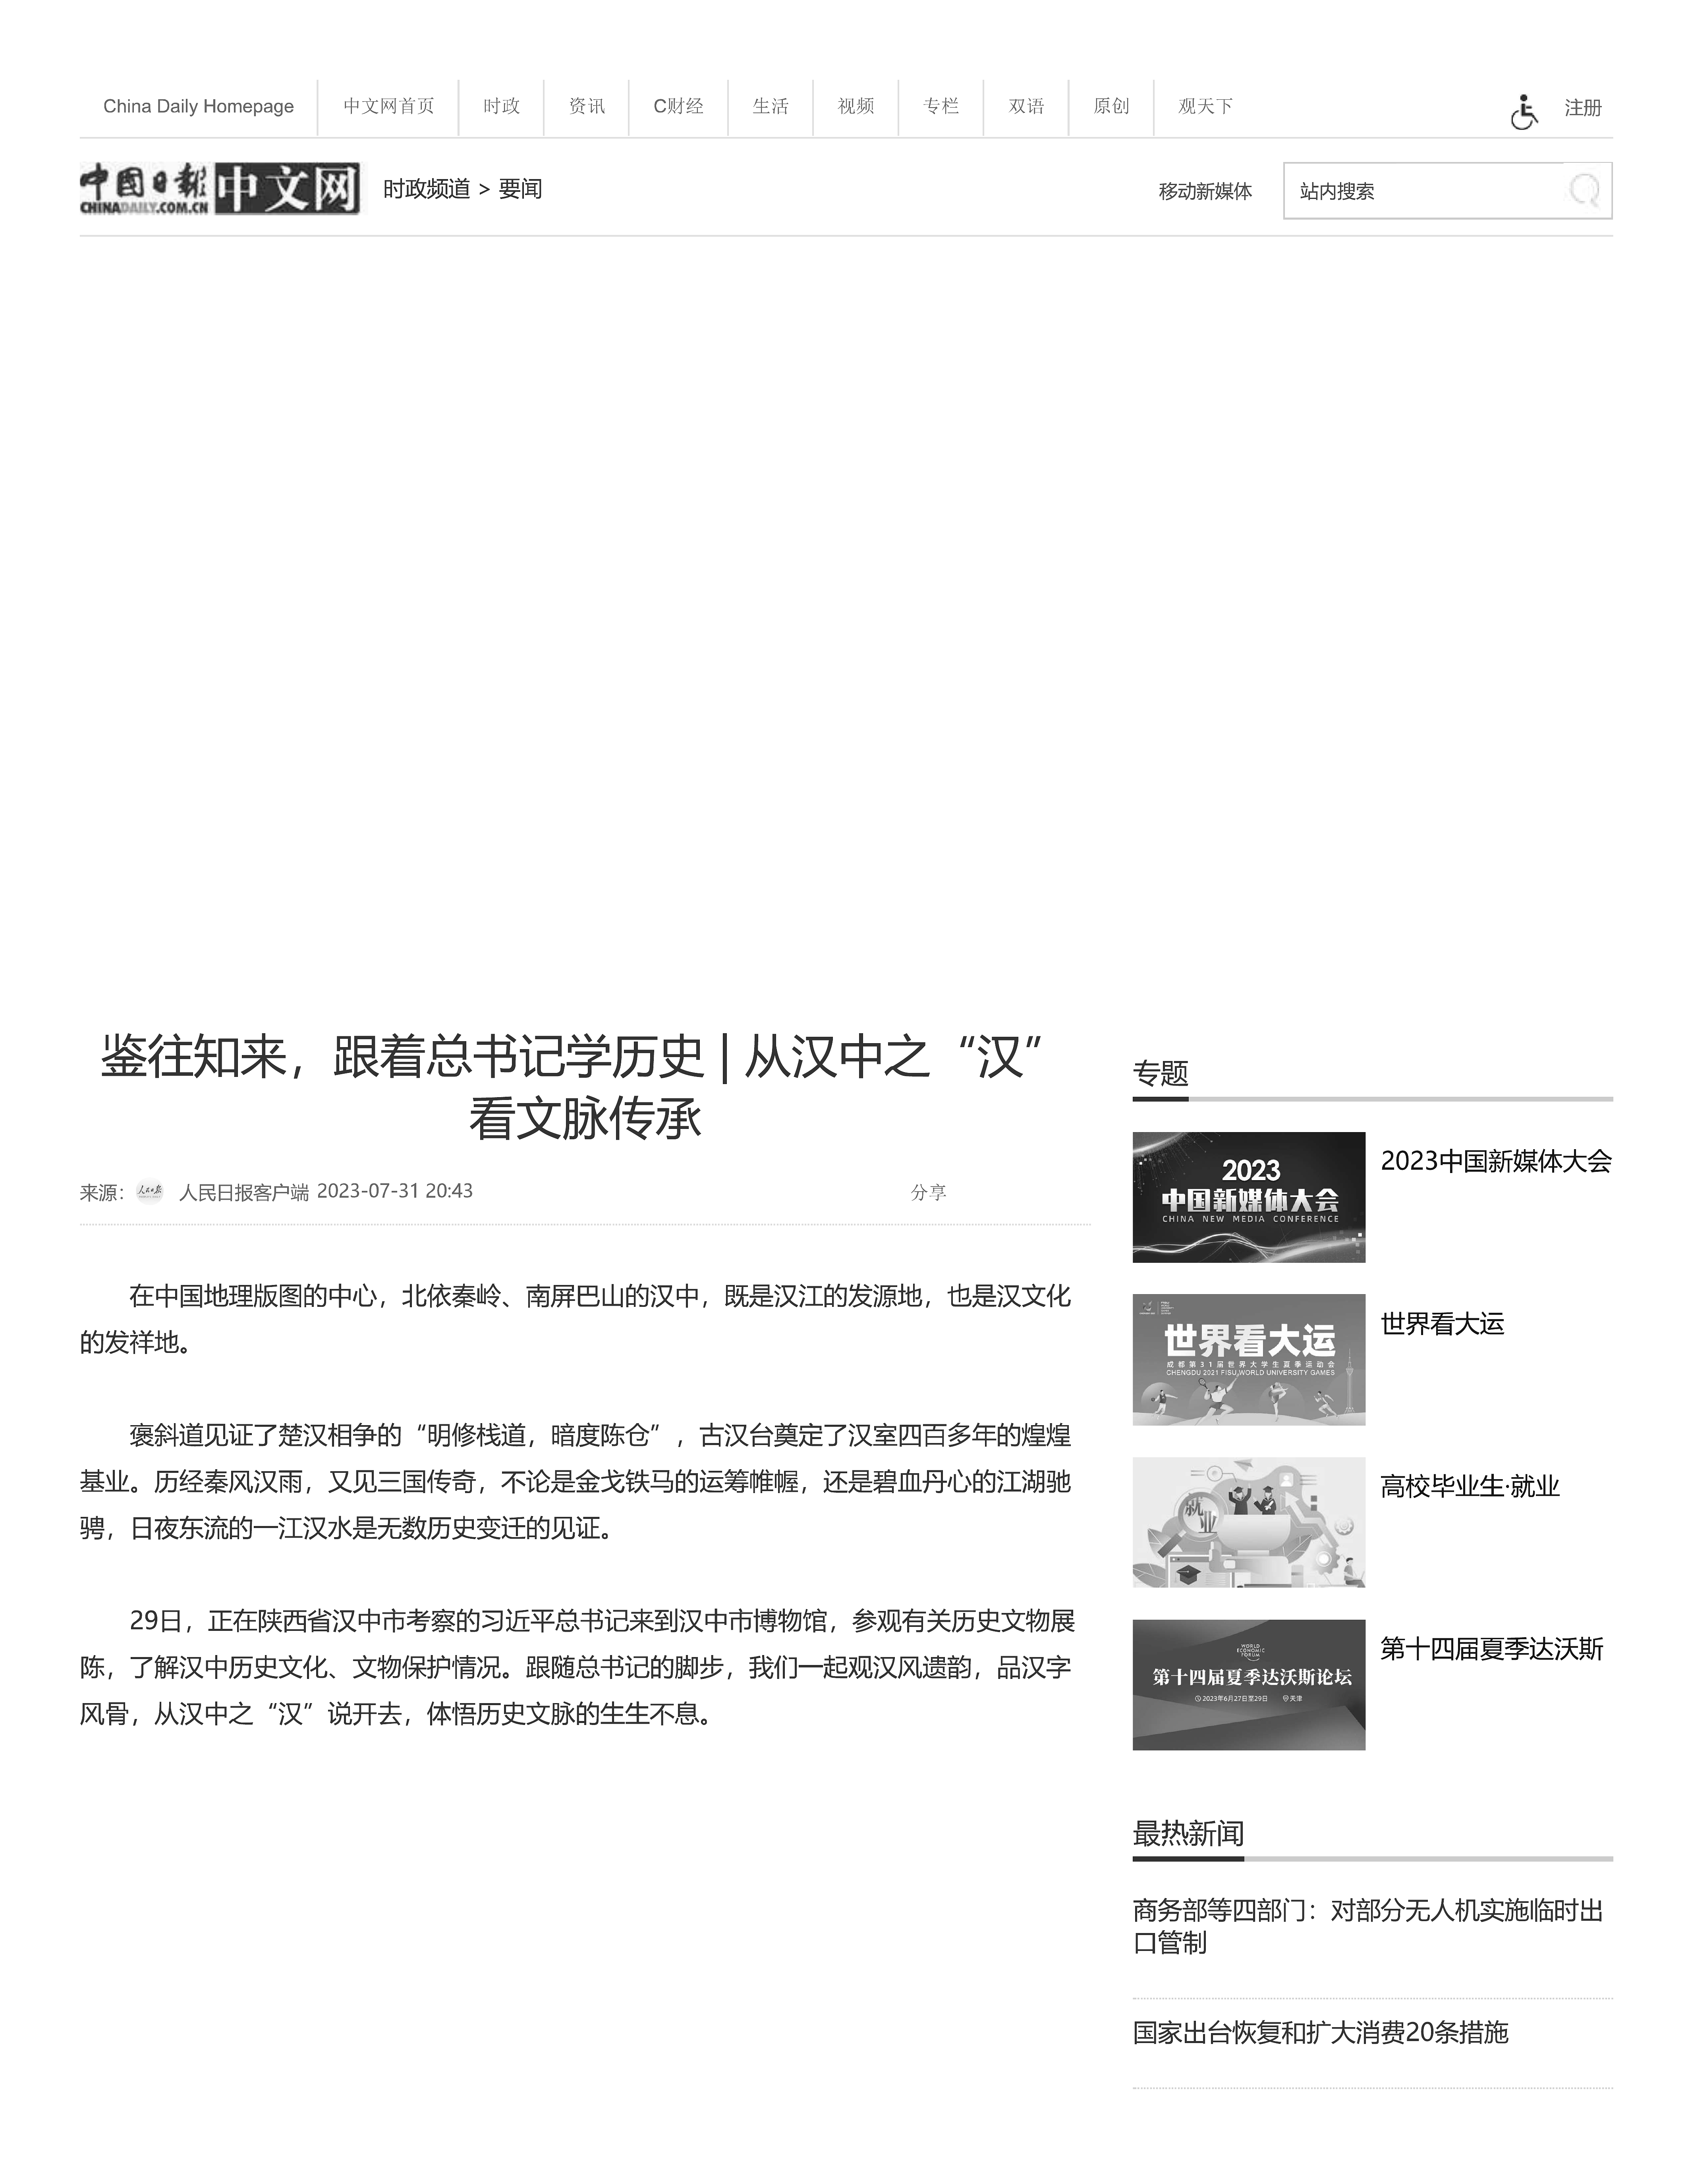 China Daily Homepage
中文网首页
时政
资讯
C财经
生活
视频
专栏
双语
原创
观天下
注册
中国日报 中文网
CHINADAILY.COM.CN
时政频道 > 要闻
移动新媒体
站内搜索
鉴往知来，跟着总书记学历史 | 从汉中之“汉”
看文脉传承
来源：
人民日报
人民日报客户端 2023-07-31 20:43
分享
在中国地理版图的中心，北依秦岭、南屏巴山的汉中，既是汉江的发源地，也是汉文化
的发祥地。
褒斜道见证了楚汉相争的“明修栈道，暗度陈仓”，古汉台奠定了汉室四百多年的煌煌
基业。历经秦风汉雨，又见三国传奇，不论是金戈铁马的运筹帷幄，还是碧血丹心的江湖驰
骋，日夜东流的一江汉水是无数历史变迁的见证。
29日，正在陕西省汉中市考察的习近平总书记来到汉中市博物馆，参观有关历史文物展
陈，了解汉中历史文化、文物保护情况。跟随总书记的脚步，我们一起观汉风遗韵，品汉字
风骨，从汉中之“汉”说开去，体悟历史文脉的生生不息。
专题
2023
中国新媒体大会
CHINA NEW MEDIA CONFERENCE
2023中国新媒体大会
世界看大运
成都第31届世界大学生夏季运动会
CHENGDU 2021 FISU WORLD UNIVERSITY GAMES
世界看大运
就业
高校毕业生·就业
WORLD
ECONOMIC
FORUM
第十四届夏季达沃斯论坛
2023年6月27日至29日
天津
第十四届夏季达沃斯
最热新闻
商务部等四部门：对部分无人机实施临时出
口管制
国家出台恢复和扩大消费20条措施